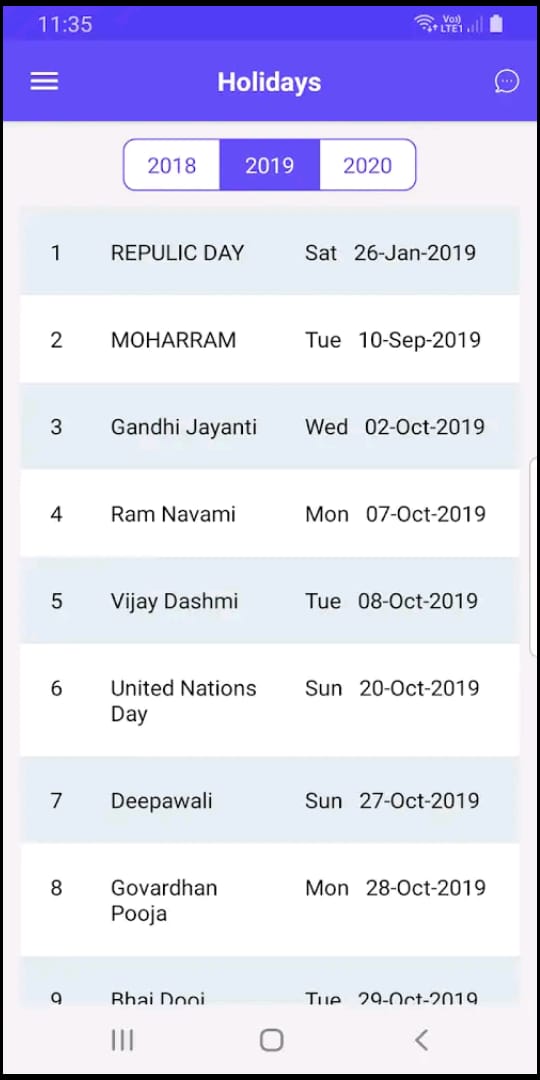 11:35 Vo)) LTE1
Holidays
2018 2019 2020
1 REPULIC DAY Sat 26-Jan-2019
2 MOHARRAM Tue 10-Sep-2019
3 Gandhi Jayanti Wed 02-Oct-2019
4 Ram Navami Mon 07-Oct-2019
5 Vijay Dashmi Tue 08-Oct-2019
6 United Nations Sun 20-Oct-2019
Day
7 Deepawali Sun 27-Oct-2019
8 Govardhan Mon 28-Oct-2019
Pooja
9 Bhai Dooj Tue 29-Oct-2019